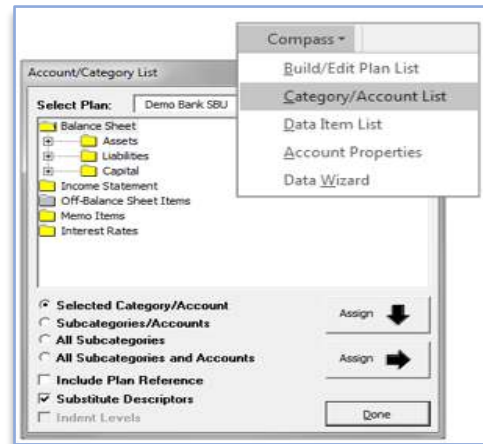 Compass
Build/Edit Plan List
Category/Account List
Data Item List
Account Properties
Data Wizard
Account/Category List
Select Plan: Demo Bank SBU
Balance Sheet
Assets
Liabilities
Capital
Income Statement
Off-Balance Sheet Items
Memo Items
Interest Rates
Selected Category/Account
Subcategories/Accounts
All Subcategories
All Subcategories and Accounts
Include Plan Reference
Substitute Descriptors
Indent Levels
Assign
Assign
Done